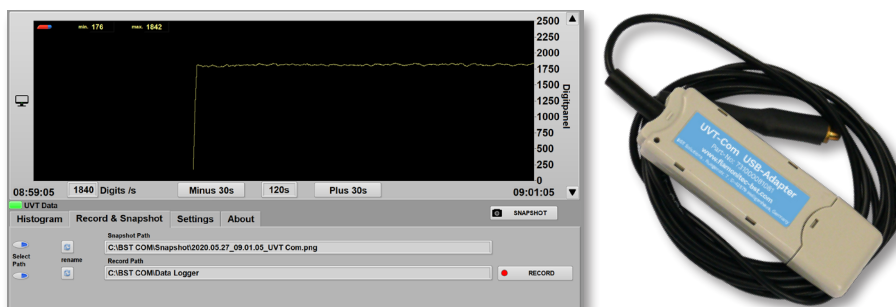 min. 176 max. 1842
2500
2250
2000
1750
1500
1250
1000
750
500
250
0
Digitpanel
08:59:05 1840 Digits /s Minus 30s 120s Plus 30s 09:01:05
UVT Data
Histogram Record & Snapshot Settings About SNAPSHOT
Snapshot Path
C:\BST COM\Snapshot\2020.05.27_09.01.05_UVT Com.png
Select Path
rename
Record Path
C:\BST COM\Data Logger
RECORD
UVT-Com USB-Adapter
www.flamonitec-bst.com